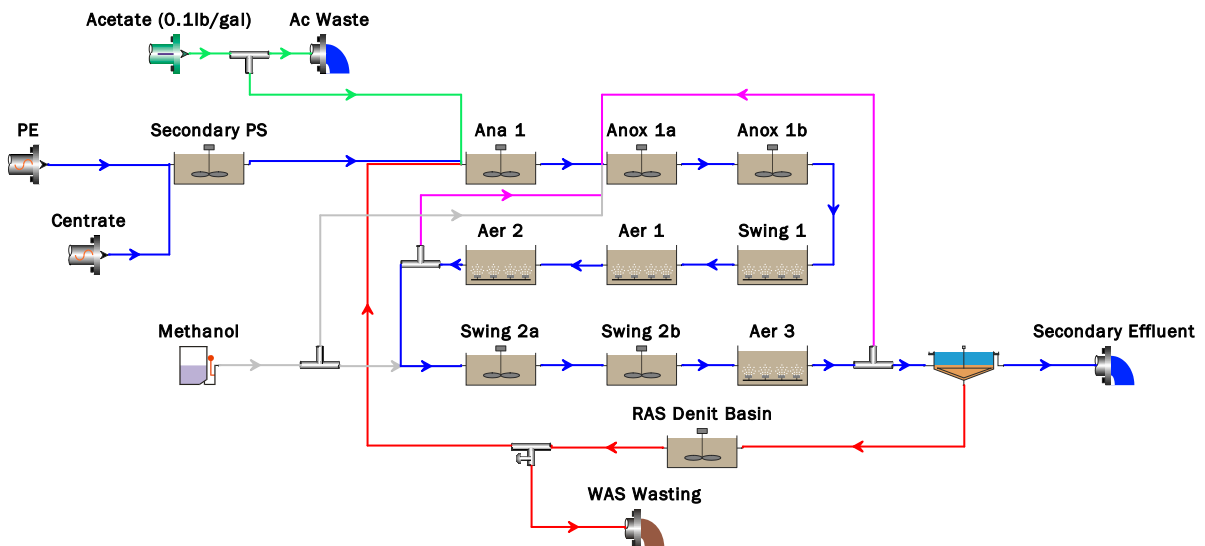 Acetate (0.1lb/gal)
Ac Waste
PE
Secondary PS
Ana 1
Anox 1a
Anox 1b
Centrate
Aer 2
Aer 1
Swing 1
Methanol
Swing 2a
Swing 2b
Aer 3
Secondary Effluent
RAS Denit Basin
WAS Wasting